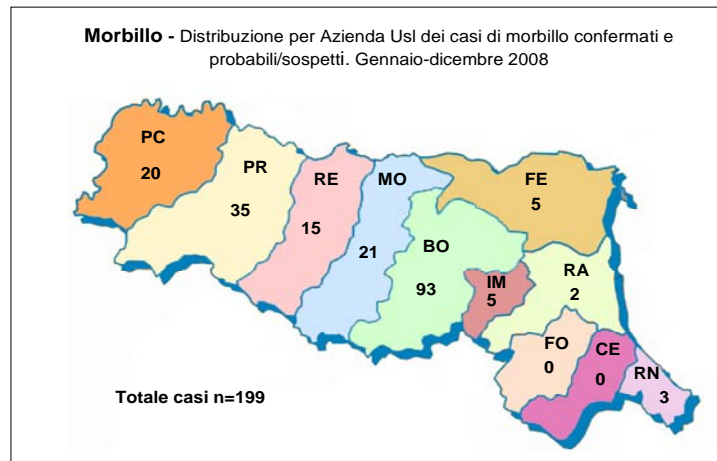 Morbillo - Distribuzione per Azienda Usl dei casi di morbillo confermati e
probabili/sospetti. Gennaio-dicembre 2008
PC
20
PR
35
RE
15
MO
21
BO
93
FE
5
IM
5
RA
2
FO
0
CE
0
RN
3
Totale casi n=199